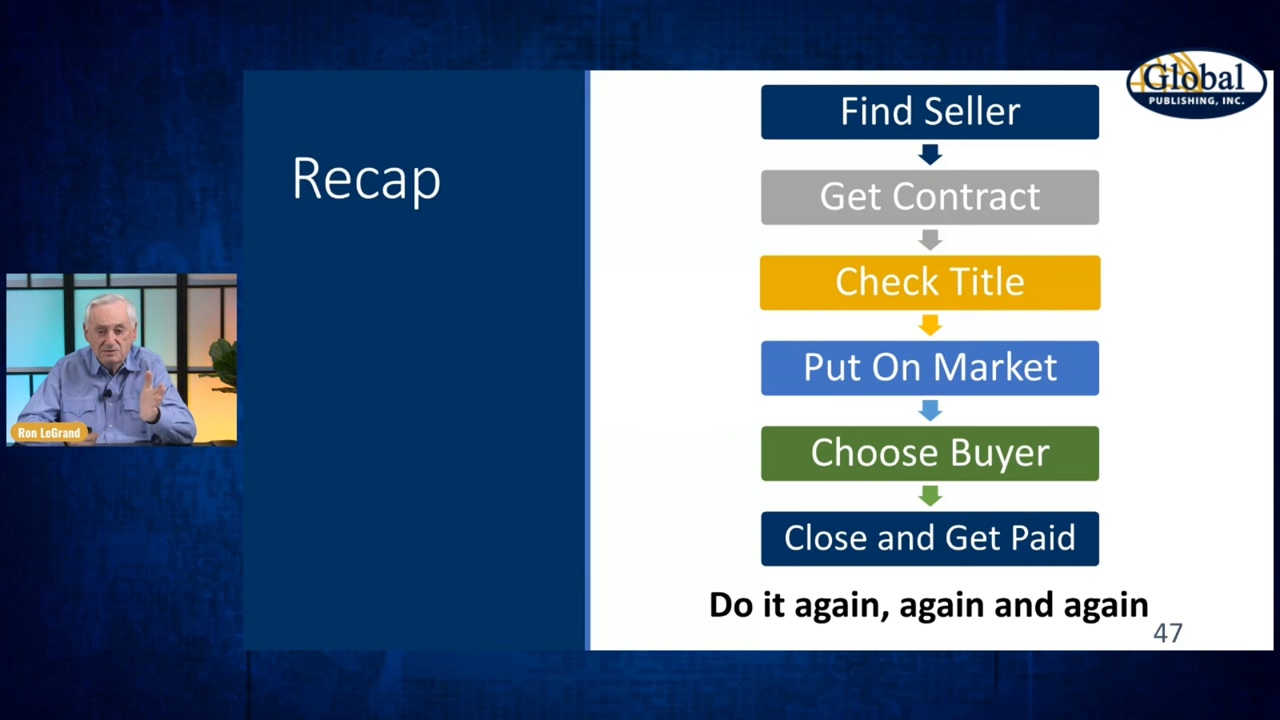 Global
PUBLISHING, INC.
Recap
Find Seller
Get Contract
Check Title
Put On Market
Choose Buyer
Close and Get Paid
Do it again, again and again
47
Ron LeGrand